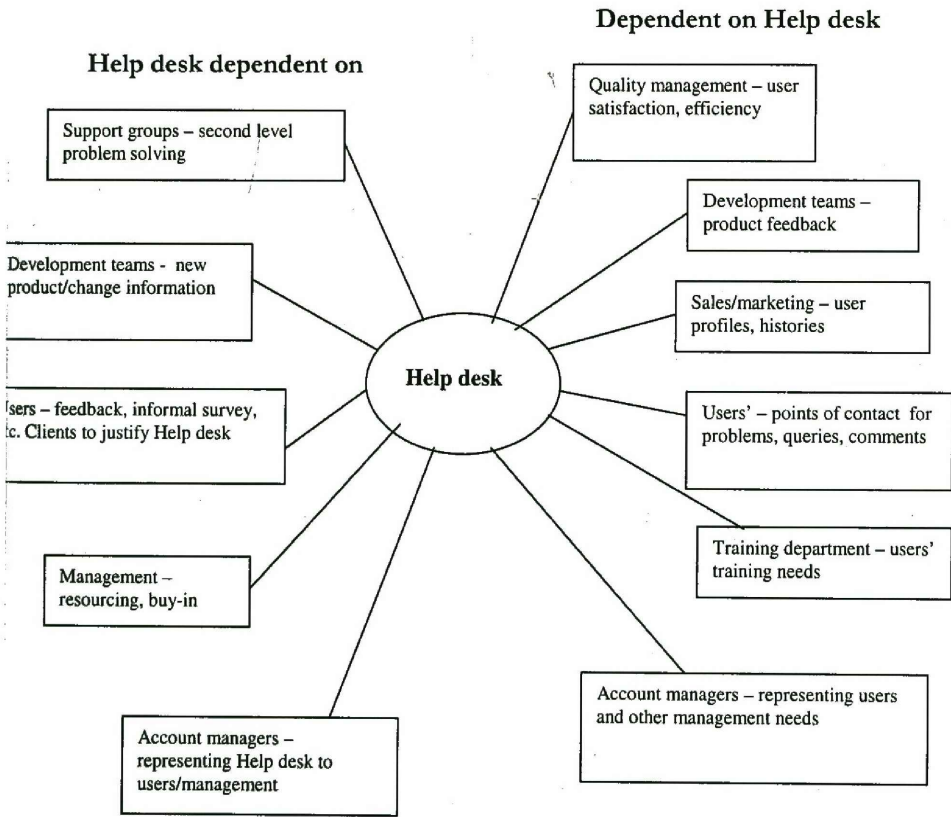 Dependent on Help desk
Help desk dependent on
Support groups – second level
problem solving
Development teams - new
product/change information
sers – feedback, informal survey,
c. Clients to justify Help desk
Management –
resourcing, buy-in
Account managers –
representing Help desk to
users/management
Help desk
Quality management – user
satisfaction, efficiency
Development teams –
product feedback
Sales/marketing – user
profiles, histories
Users’ – points of contact for
problems, queries, comments
Training department – users’
training needs
Account managers – representing users
and other management needs